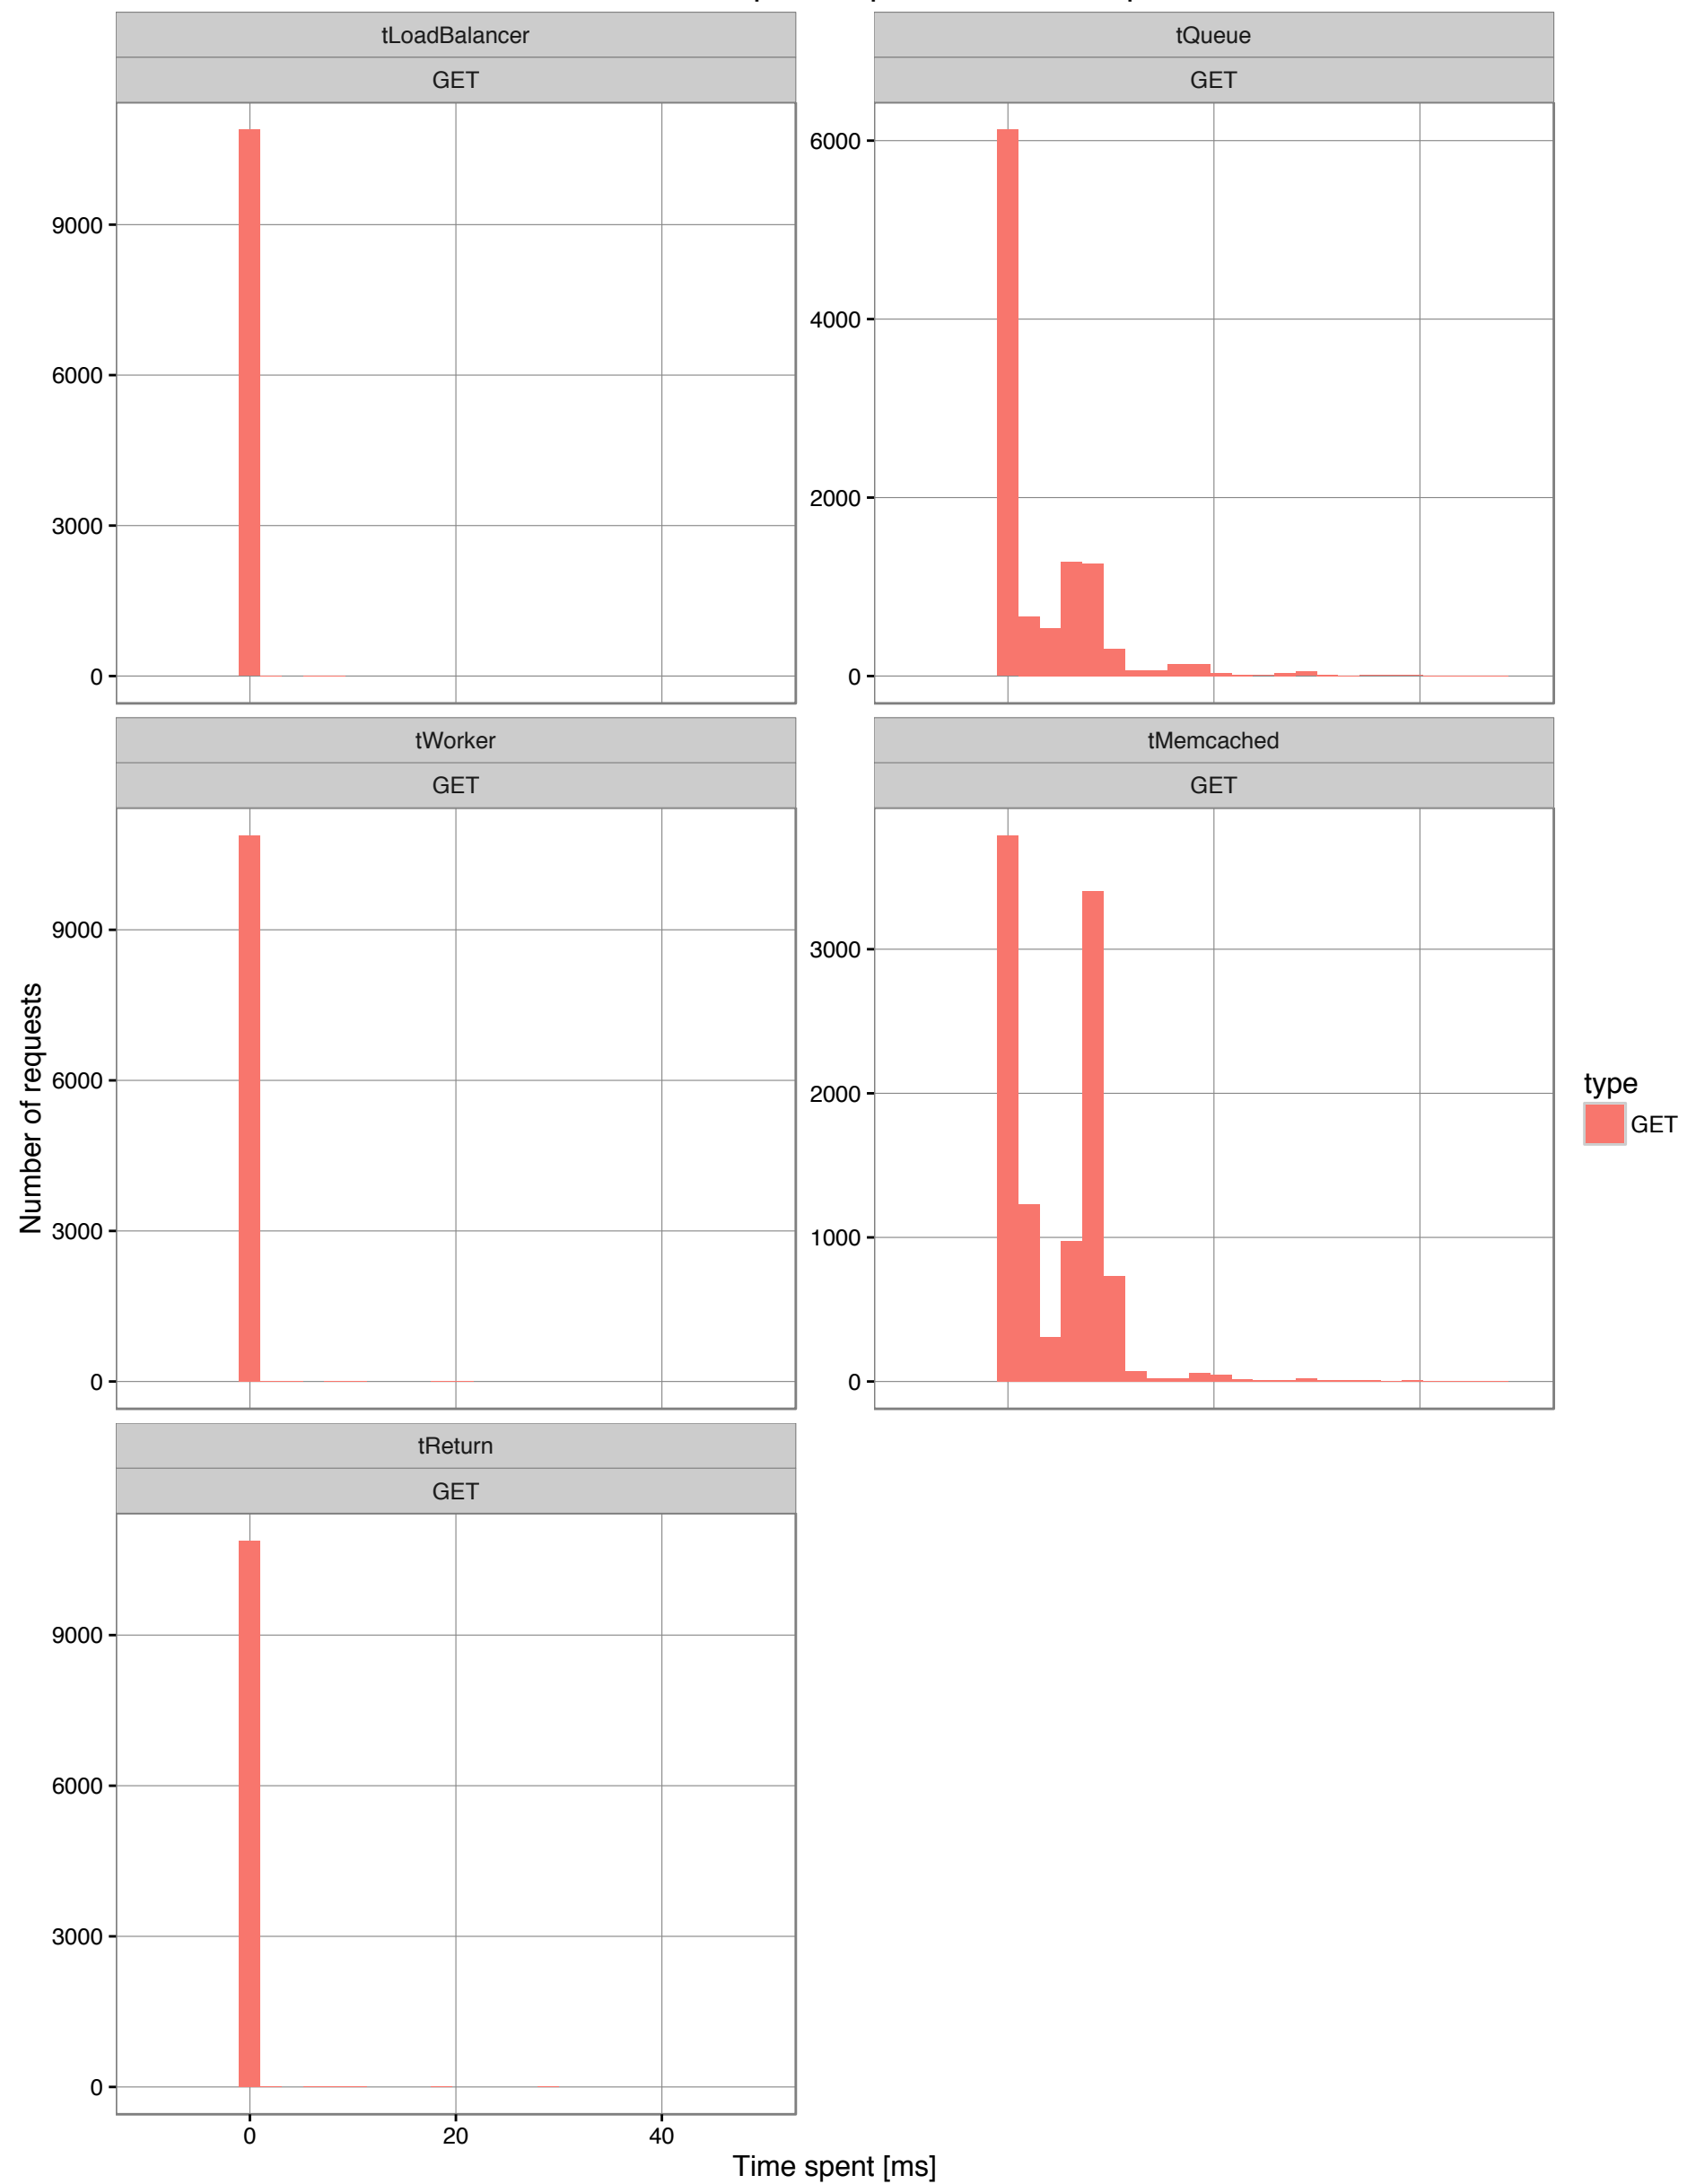 tLoadBalancer
GET
9000
6000
3000
0
tQueue
GET
6000
4000
2000
0
tWorker
GET
9000
6000
3000
0
tMemcached
GET
3000
2000
1000
0
tReturn
GET
9000
6000
3000
0
0 20 40
Time spent [ms]
Number of requests
type
GET